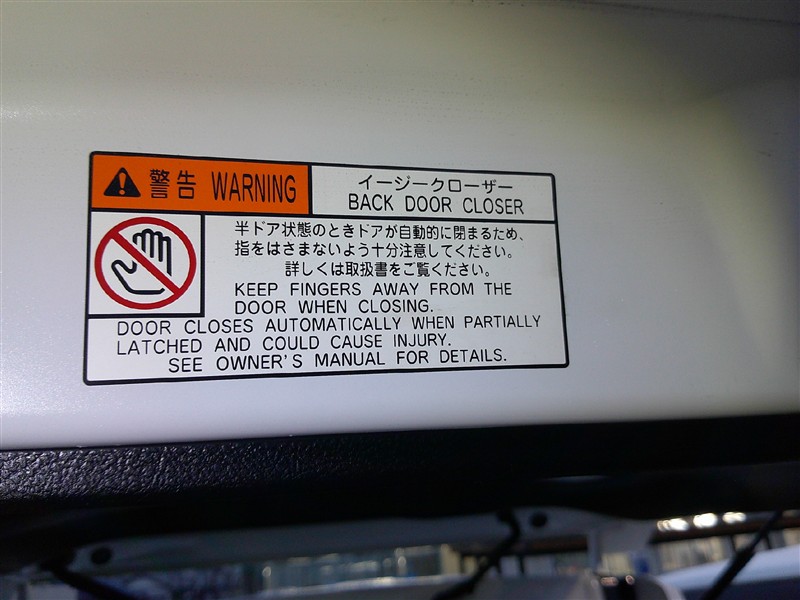 警告 WARNING
イージークローザー
BACK DOOR CLOSER
半ドア状態のときドアが自動的に閉まるため、
指をはさまないよう十分注意してください。
詳しくは取扱書をご覧ください。
KEEP FINGERS AWAY FROM THE
DOOR WHEN CLOSING.
DOOR CLOSES AUTOMATICALLY WHEN PARTIALLY
LATCHED AND COULD CAUSE INJURY.
SEE OWNER'S MANUAL FOR DETAILS.